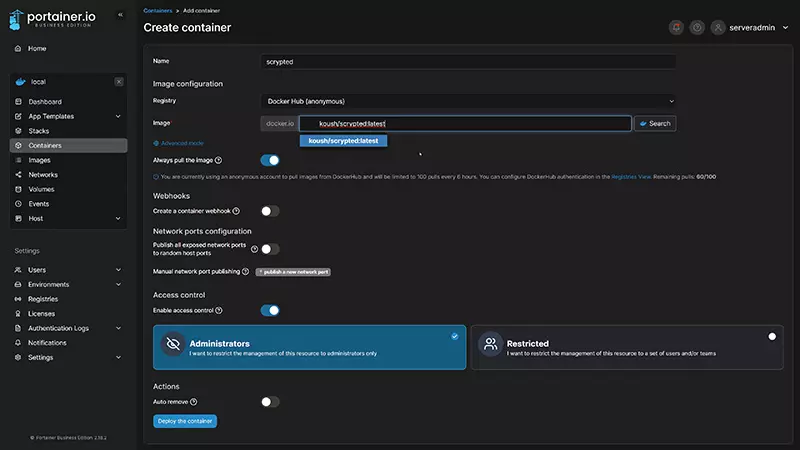 portainer.io
BUSINESS EDITION
Home
local
Dashboard
App Templates
Stacks
Containers
Images
Networks
Volumes
Events
Host
Settings
Users
Environments
Registries
Licenses
Authentication Logs
Notifications
Settings
© Portainer Business Edition 2.18.2
Containers > Add container
Create container
serveradmin
Name
scrypted
Image configuration
Registry
Docker Hub (anonymous)
Image*
docker.io
koush/scrypted:latest
Search
koush/scrypted:latest
Advanced mode
Always pull the image
You are currently using an anonymous account to pull images from DockerHub and will be limited to 100 pulls every 6 hours. You can configure DockerHub authentication in the Registries View. Remaining pulls: 60/100
Webhooks
Create a container webhook
Network ports configuration
Publish all exposed network ports
to random host ports
Manual network port publishing
+ publish a new network port
Access control
Enable access control
Administrators
I want to restrict the management of this resource to administrators only
Restricted
I want to restrict the management of this resource to a set of users and/or teams
Actions
Auto remove
Deploy the container